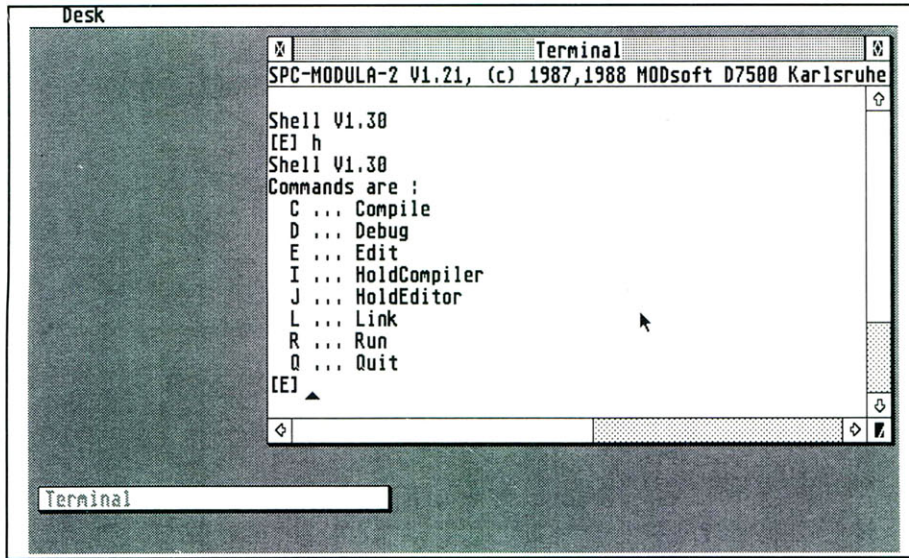 Desk
Terminal
SPC-MODULA-2 V1.21, (c) 1987,1988 MODsoft D7500 Karlsruhe
Shell V1.30
[E] h
Shell V1.30
Commands are :
C ... Compile
D ... Debug
E ... Edit
I ... HoldCompiler
J ... HoldEditor
L ... Link
R ... Run
Q ... Quit
[E]
Terminal